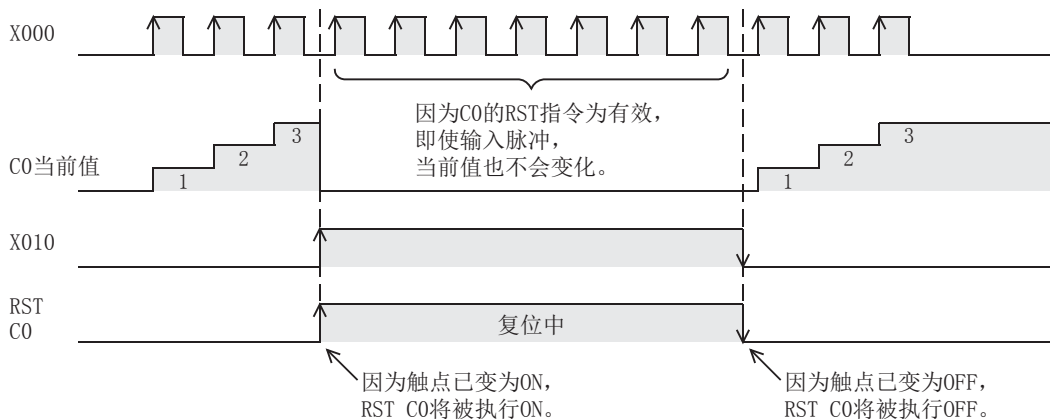 X000
因为C0的RST指令为有效，
即使输入脉冲，
当前值也不会变化。
C0当前值
1
2
3
1
2
3
X010
RST
C0
复位中
因为触点已变为ON，
RST C0将被执行ON。
因为触点已变为OFF，
RST C0将被执行OFF。